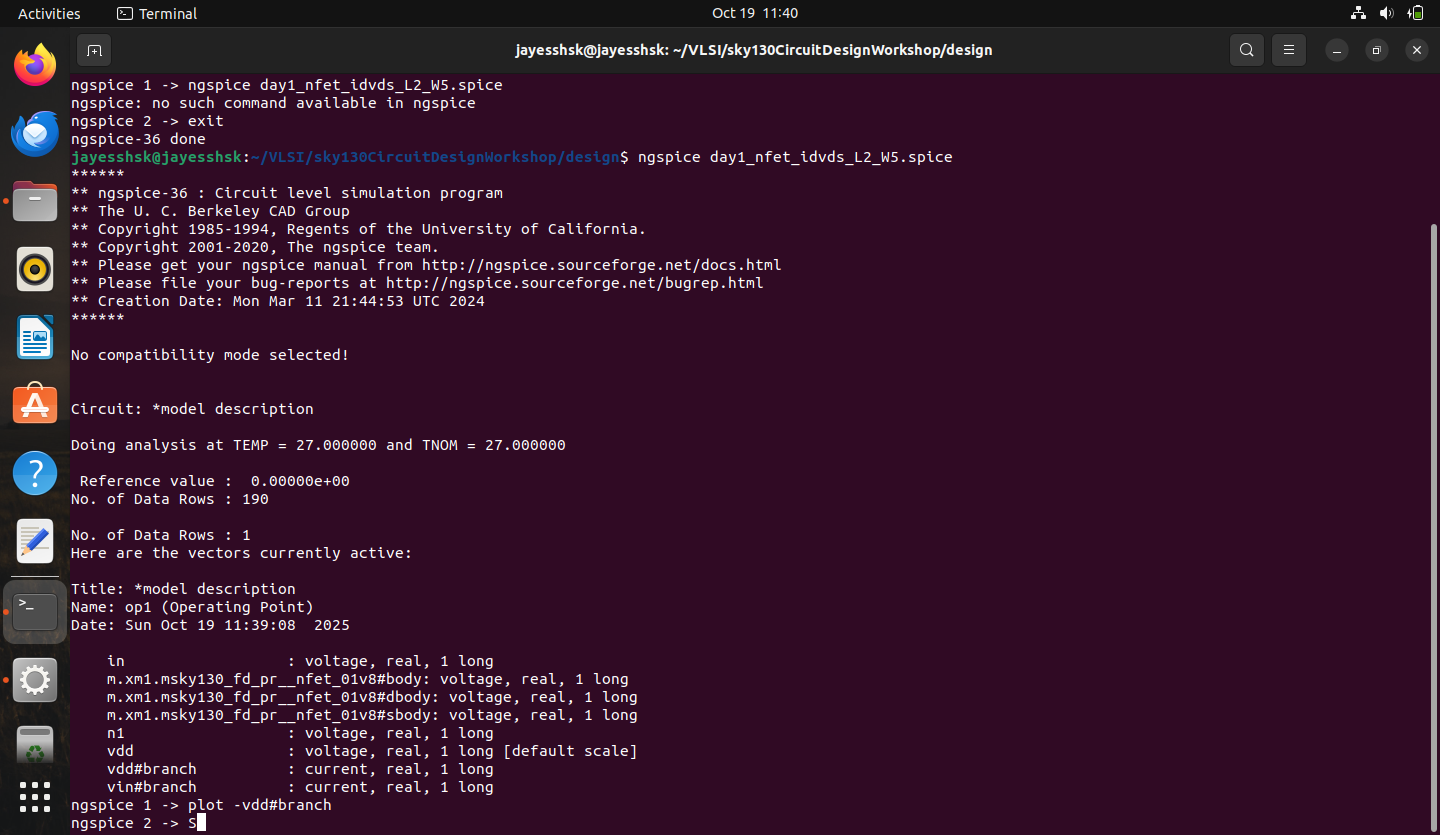 Activities
Terminal
Oct 19 11:40
jayesshsk@jayesshsk: ~/VLSI/sky130CircuitDesignWorkshop/design
ngspice 1 -> ngspice day1_nfet_idvds_L2_W5.spice
ngspice: no such command available in ngspice
ngspice 2 -> exit
ngspice-36 done
jayesshsk@jayesshsk:~/VLSI/sky130CircuitDesignWorkshop/design$ ngspice day1_nfet_idvds_L2_W5.spice
******
** ngspice-36 : Circuit level simulation program
** The U. C. Berkeley CAD Group
** Copyright 1985-1994, Regents of the University of California.
** Copyright 2001-2020, The ngspice team.
** Please get your ngspice manual from http://ngspice.sourceforge.net/docs.html
** Please file your bug-reports at http://ngspice.sourceforge.net/bugrep.html
** Creation Date: Mon Mar 11 21:44:53 UTC 2024
******
No compatibility mode selected!
Circuit: *model description
Doing analysis at TEMP = 27.000000 and TNOM = 27.000000
Reference value :  0.00000e+00
No. of Data Rows : 190
No. of Data Rows : 1
Here are the vectors currently active:
Title: *model description
Name: op1 (Operating Point)
Date: Sun Oct 19 11:39:08  2025
in                  : voltage, real, 1 long
m.xm1.msky130_fd_pr__nfet_01v8#body: voltage, real, 1 long
m.xm1.msky130_fd_pr__nfet_01v8#dbody: voltage, real, 1 long
m.xm1.msky130_fd_pr__nfet_01v8#sbody: voltage, real, 1 long
n1                  : voltage, real, 1 long
vdd                 : voltage, real, 1 long [default scale]
vdd#branch          : current, real, 1 long
vin#branch          : current, real, 1 long
ngspice 1 -> plot -vdd#branch
ngspice 2 -> S